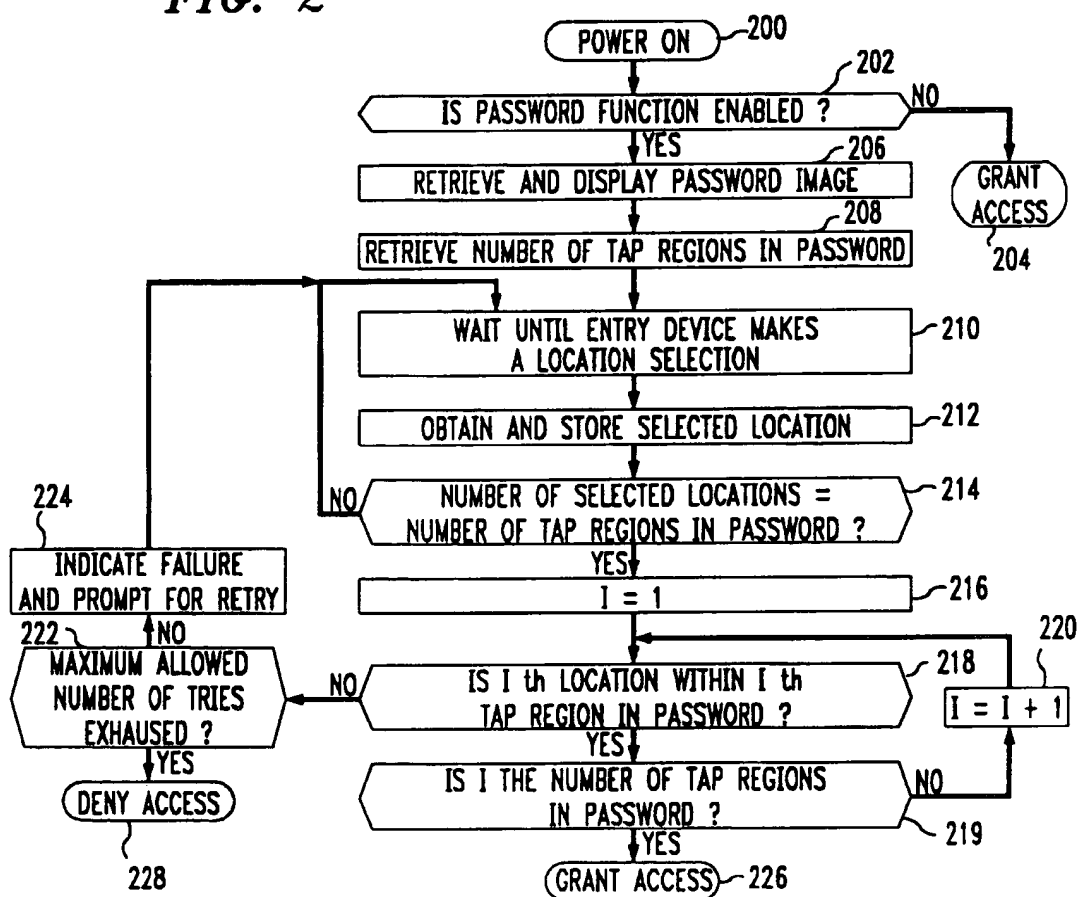 FIG. 2
POWER ON
200
202
IS PASSWORD FUNCTION ENABLED ?
NO
YES
206
RETRIEVE AND DISPLAY PASSWORD IMAGE
GRANT
ACCESS
204
208
RETRIEVE NUMBER OF TAP REGIONS IN PASSWORD
WAIT UNTIL ENTRY DEVICE MAKES
A LOCATION SELECTION
210
OBTAIN AND STORE SELECTED LOCATION
212
NUMBER OF SELECTED LOCATIONS =
NUMBER OF TAP REGIONS IN PASSWORD ?
214
NO
YES
224
INDICATE FAILURE
AND PROMPT FOR RETRY
I = 1
216
220
I = I + 1
222
NO
MAXIMUM ALLOWED
NUMBER OF TRIES
EXHAUSED ?
NO
IS I th LOCATION WITHIN I th
TAP REGION IN PASSWORD ?
218
YES
YES
DENY ACCESS
228
IS I THE NUMBER OF TAP REGIONS
IN PASSWORD ?
NO
219
YES
GRANT ACCESS
226